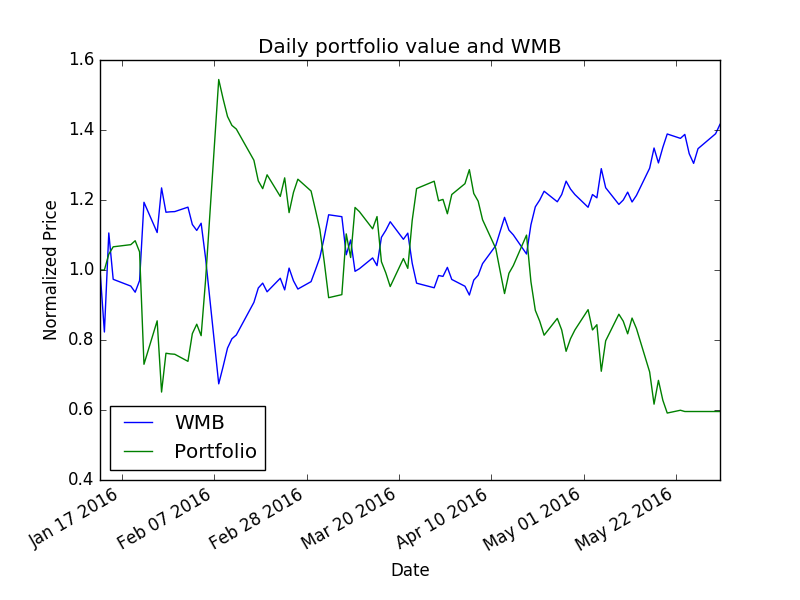 Daily portfolio value and WMB
1.6
1.4
1.2
1.0
0.8
0.6
0.4
Normalized Price
WMB
Portfolio
Jan 17 2016
Feb 07 2016
Feb 28 2016
Mar 20 2016
Apr 10 2016
May 01 2016
May 22 2016
Date